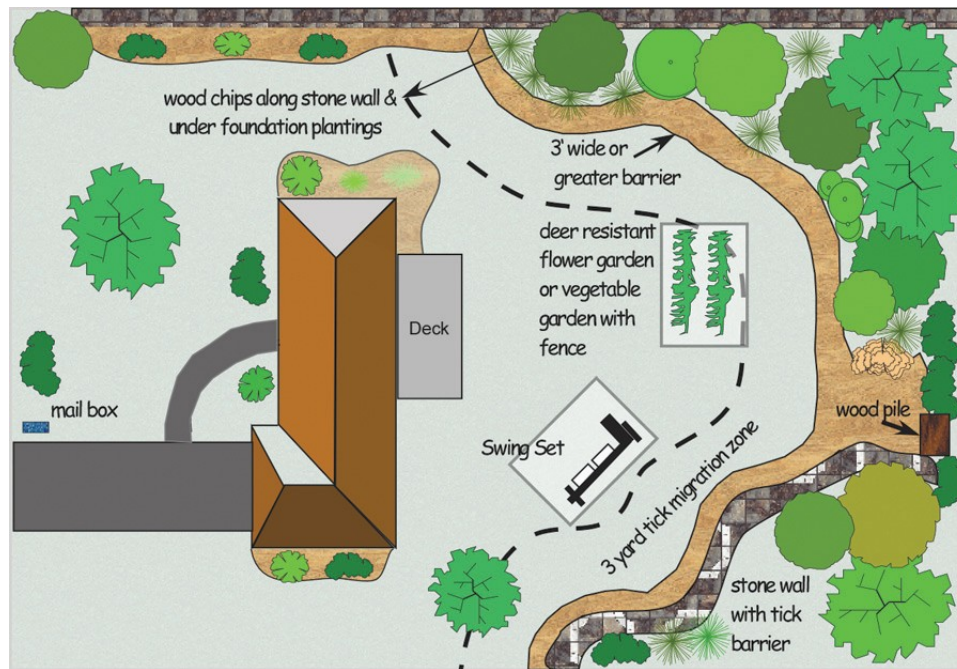 wood chips along stone wall &
under foundation plantings
3' wide or
greater barrier
deer resistant
flower garden
or vegetable
garden with
fence
Deck
mail box
Swing Set
wood pile
3 yard tick migration zone
stone wall
with tick
barrier